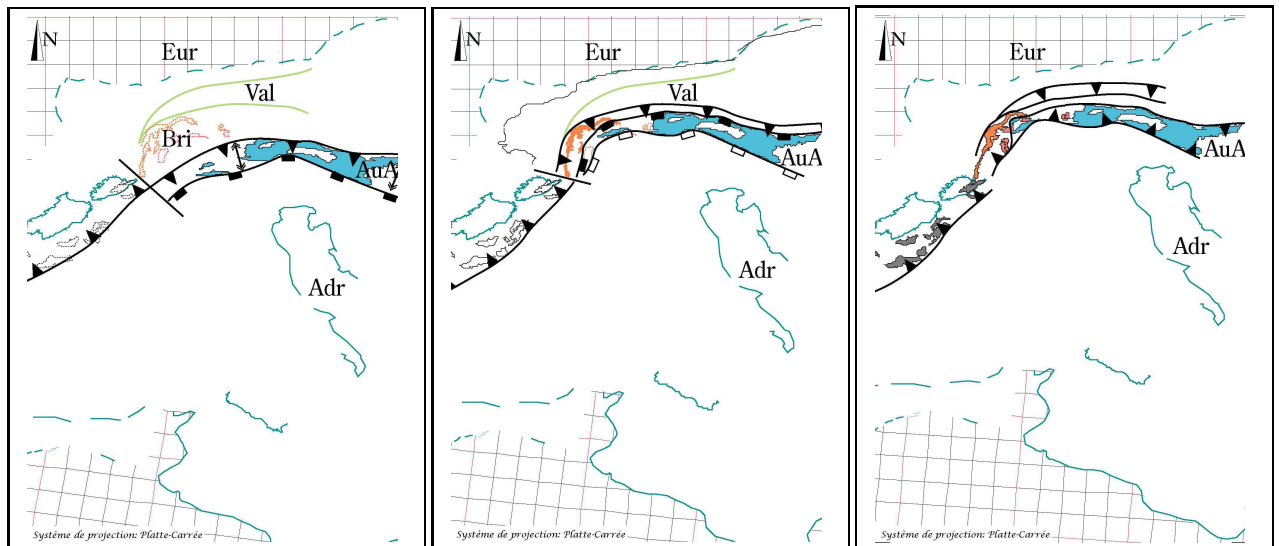 N
Eur
Val
Bri
AuA
Adr
Système de projection: Platte-Carrée
N
Eur
Val
AuA
Adr
Système de projection: Platte-Carrée
N
Eur
AuA
Adr
Système de projection: Platte-Carrée